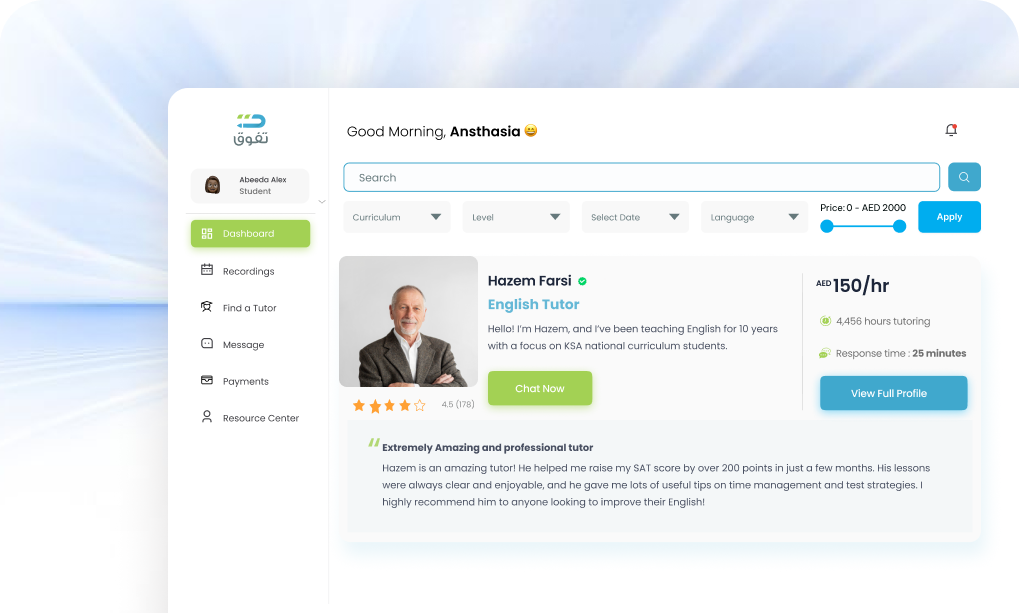 تفوق
Abeeda Alex
Student
Dashboard
Recordings
Find a Tutor
Message
Payments
Resource Center
Good Morning, Ansthasia 😄
Search
Curriculum
Level
Select Date
Language
Price: 0 - AED 2000
Apply
Hazem Farsi
English Tutor
Hello! I'm Hazem, and I've been teaching English for 10 years
with a focus on KSA national curriculum students.
Chat Now
4.5 (178)
AED 150/hr
4,456 hours tutoring
Response time : 25 minutes
View Full Profile
Extremely Amazing and professional tutor
Hazem is an amazing tutor! He helped me raise my SAT score by over 200 points in just a few months. His lessons
were always clear and enjoyable, and he gave me lots of useful tips on time management and test strategies. I
highly recommend him to anyone looking to improve their English!